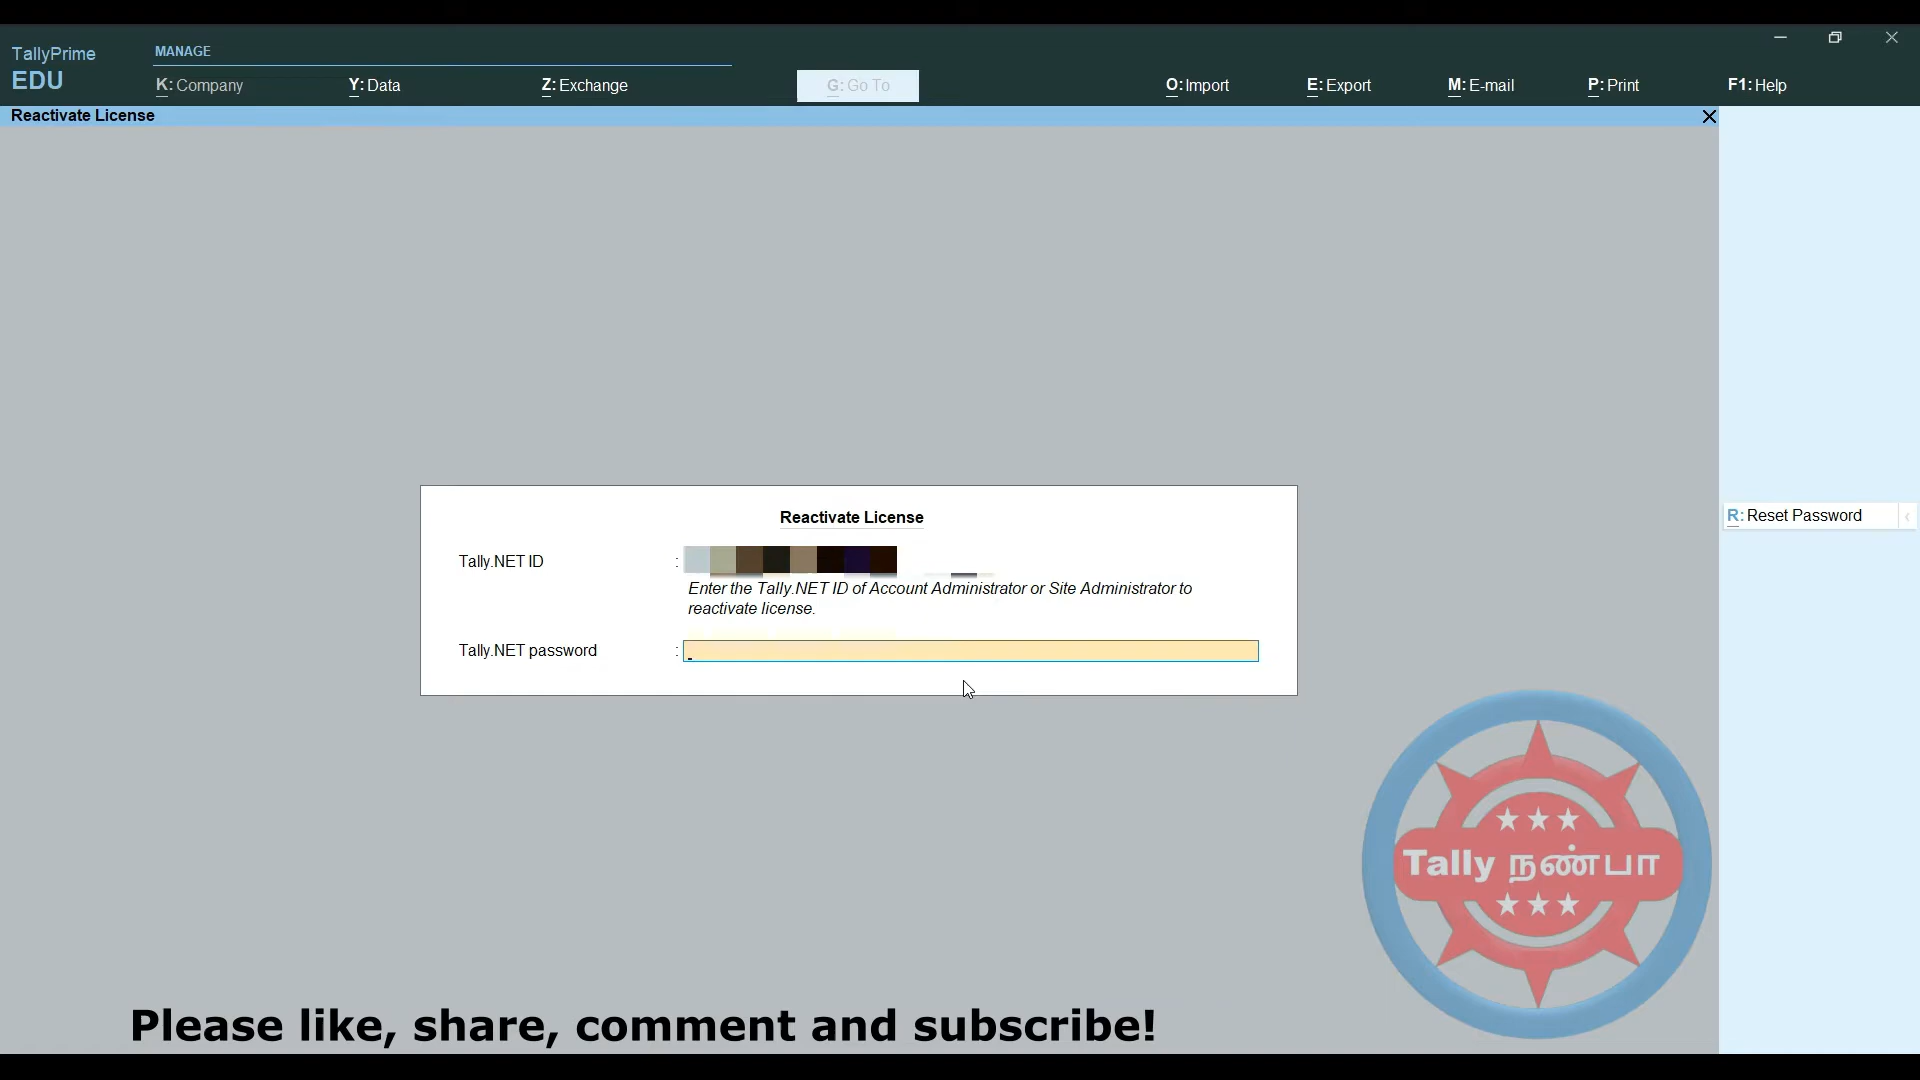 TallyPrime
EDU
MANAGE
K: Company
Y: Data
Z: Exchange
G: Go To
O: Import
E: Export
M: E-mail
P: Print
F1: Help
Reactivate License
R: Reset Password
Reactivate License
Tally.NET ID :
Enter the Tally.NET ID of Account Administrator or Site Administrator to
reactivate license.
Tally.NET password :
Tally நண்பா
Please like, share, comment and subscribe!